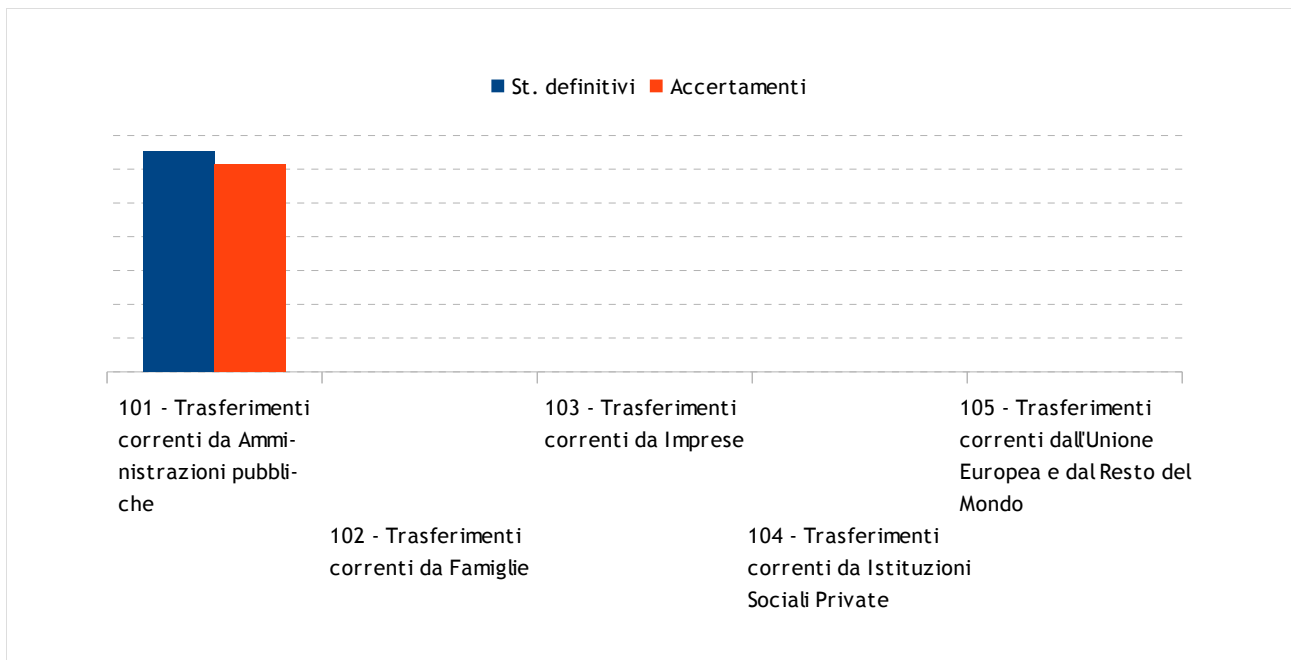 St. definitivi Accertamenti
101 - Trasferimenti
correnti da Ammi-
nistrazioni pubbli-
che
102 - Trasferimenti
correnti da Famiglie
103 - Trasferimenti
correnti da Imprese
104 - Trasferimenti
correnti da Istituzioni
Sociali Private
105 - Trasferimenti
correnti dall'Unione
Europea e dal Resto del
Mondo